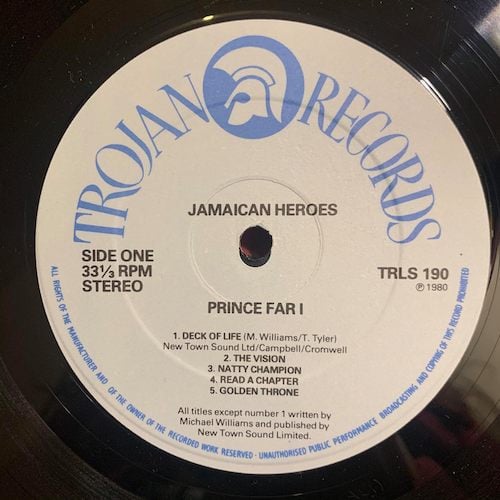 TROJAN RECORDS
JAMAICAN HEROES
SIDE ONE
33⅓ RPM
STEREO
TRLS 190
℗ 1980
PRINCE FAR I
1. DECK OF LIFE (M. Williams/T. Tyler)
New Town Sound Ltd/Campbell/Cromwell
2. THE VISION
3. NATTY CHAMPION
4. READ A CHAPTER
5. GOLDEN THRONE
All titles except number 1 written by
Michael Williams and published by
New Town Sound Limited.
ALL RIGHTS OF THE MANUFACTURER AND OF THE OWNER OF THE RECORDED WORK RESERVED · UNAUTHORISED PUBLIC PERFORMANCE BROADCASTING AND COPYING OF THIS RECORD PROHIBITED